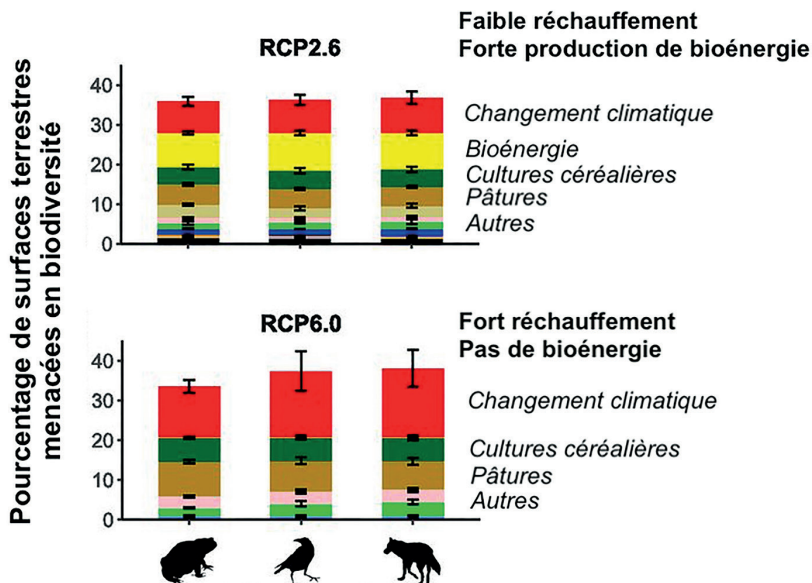 Pourcentage de surfaces terrestres
menacées en biodiversité
RCP2.6
Faible réchauffement
Forte production de bioénergie
40
30
20
10
0
Changement climatique
Bioénergie
Cultures céréalières
Pâtures
Autres
RCP6.0
Fort réchauffement
Pas de bioénergie
40
30
20
10
0
Changement climatique
Cultures céréalières
Pâtures
Autres